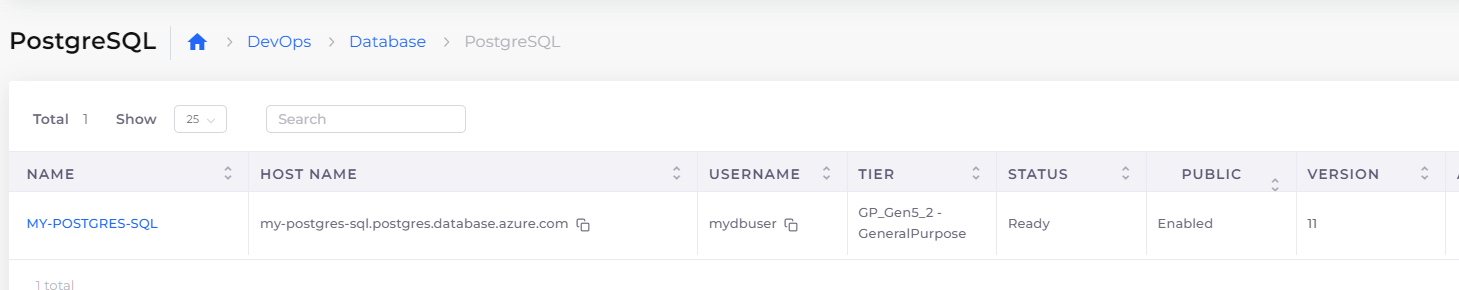 PostgreSQL DevOps Database PostgreSQL
Total 1 Show 25 Search
NAME HOST NAME USERNAME TIER STATUS PUBLIC VERSION
MY-POSTGRES-SQL my-postgres-sql.postgres.database.azure.com mydbuser GP_Gen5_2 - GeneralPurpose Ready Enabled 11
1 total